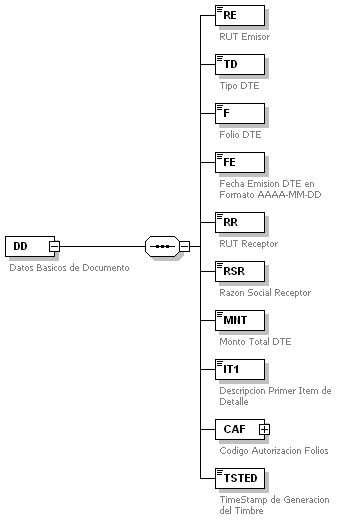 RE
RUT Emisor
TD
Tipo DTE
F
Folio DTE
FE
Fecha Emision DTE en
Formato AAAA-MM-DD
DD
Datos Basicos de Documento
RR
RUT Receptor
RSR
Razon Social Receptor
MNT
Monto Total DTE
IT1
Descripcion Primer Item de
Detalle
CAF
Codigo Autorizacion Folios
TSTED
TimeStamp de Generacion
del Timbre